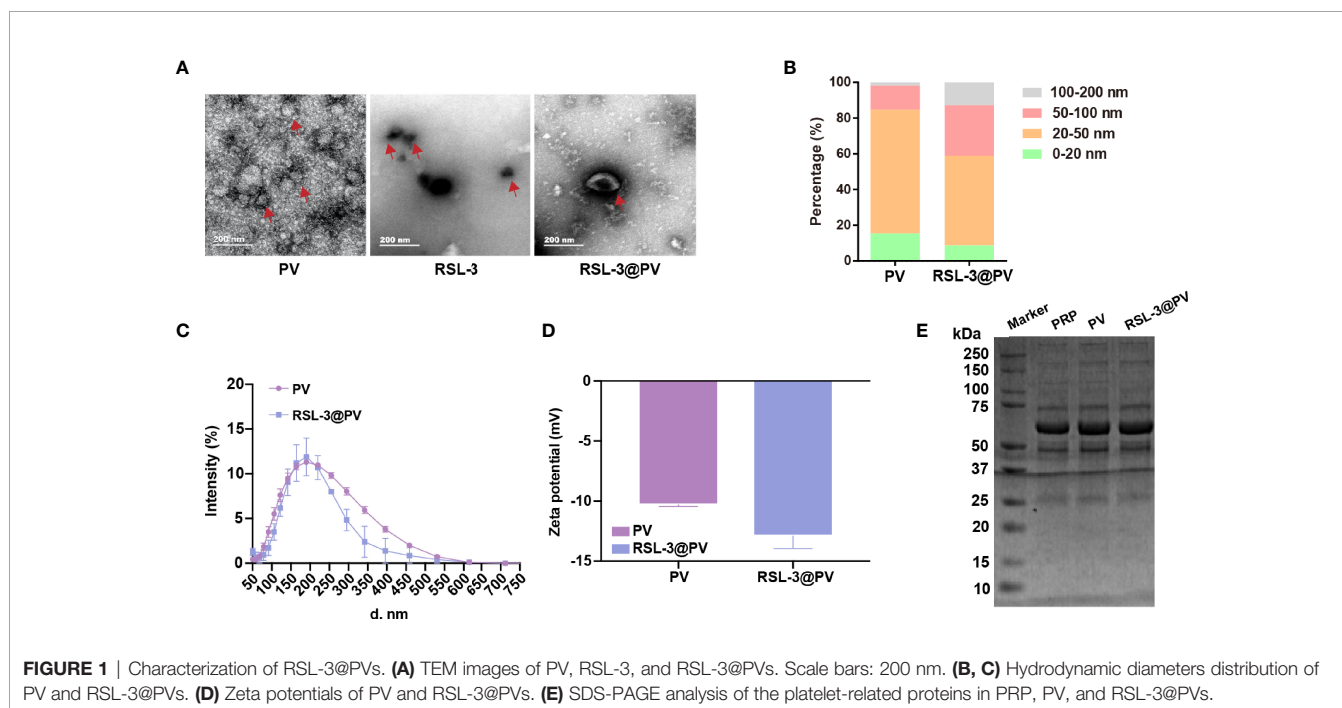 A
200 nm
200 nm
200 nm
PV
RSL-3
RSL-3@PV
B
Percentage (%)
100
80
60
40
20
0
PV
RSL-3@PV
100-200 nm
50-100 nm
20-50 nm
0-20 nm
C
PV
RSL-3@PV
Intensity (%)
20
15
10
5
0
50
100
150
200
250
300
350
400
450
500
550
600
650
700
750
d. nm
D
Zeta potential (mV)
0
-5
-10
-15
PV
RSL-3@PV
PV
RSL-3@PV
E
kDa
Marker
PRP
PV
RSL-3@PV
250
150
100
75
50
37
25
20
15
10
FIGURE 1 | Characterization of RSL-3@PVs. (A) TEM images of PV, RSL-3, and RSL-3@PVs. Scale bars: 200 nm. (B, C) Hydrodynamic diameters distribution of
PV and RSL-3@PVs. (D) Zeta potentials of PV and RSL-3@PVs. (E) SDS-PAGE analysis of the platelet-related proteins in PRP, PV, and RSL-3@PVs.